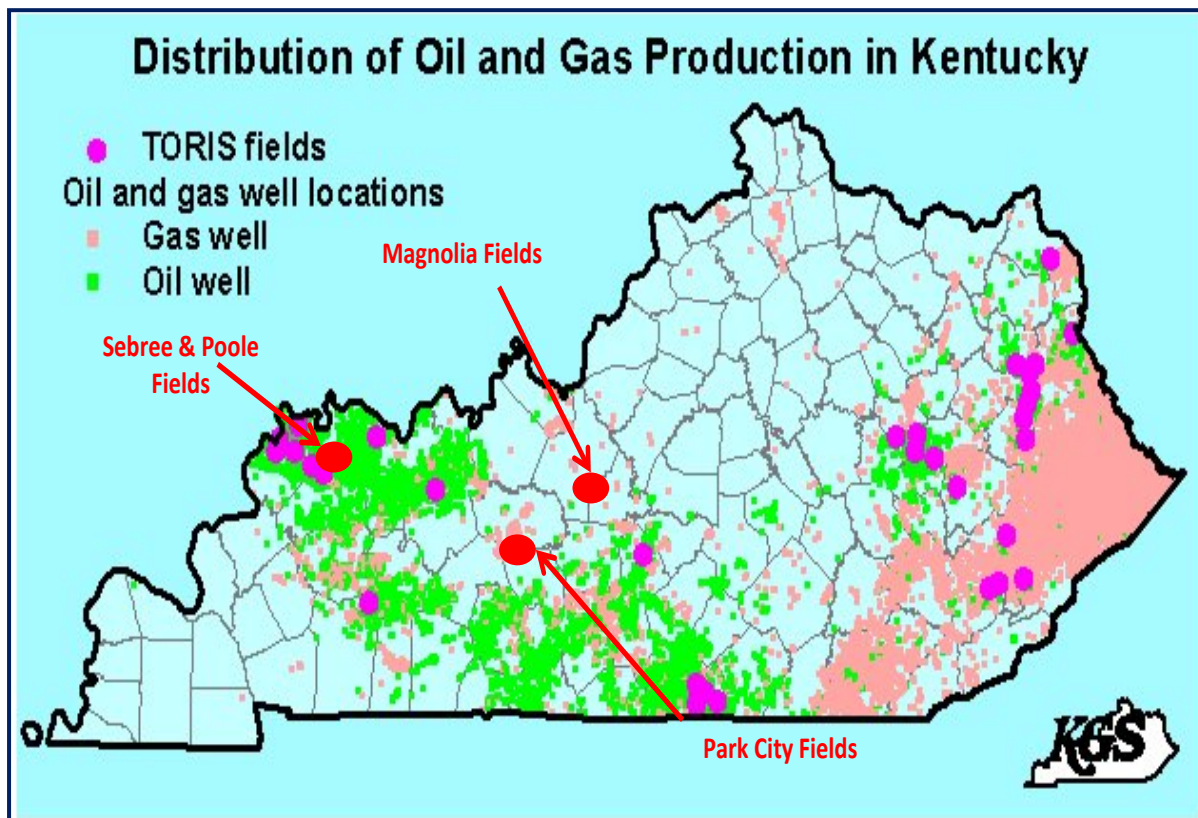 Distribution of Oil and Gas Production in Kentucky
TORIS fields
Oil and gas well locations
Gas well
Oil well
Magnolia Fields
Sebree & Poole
Fields
Park City Fields
KGS